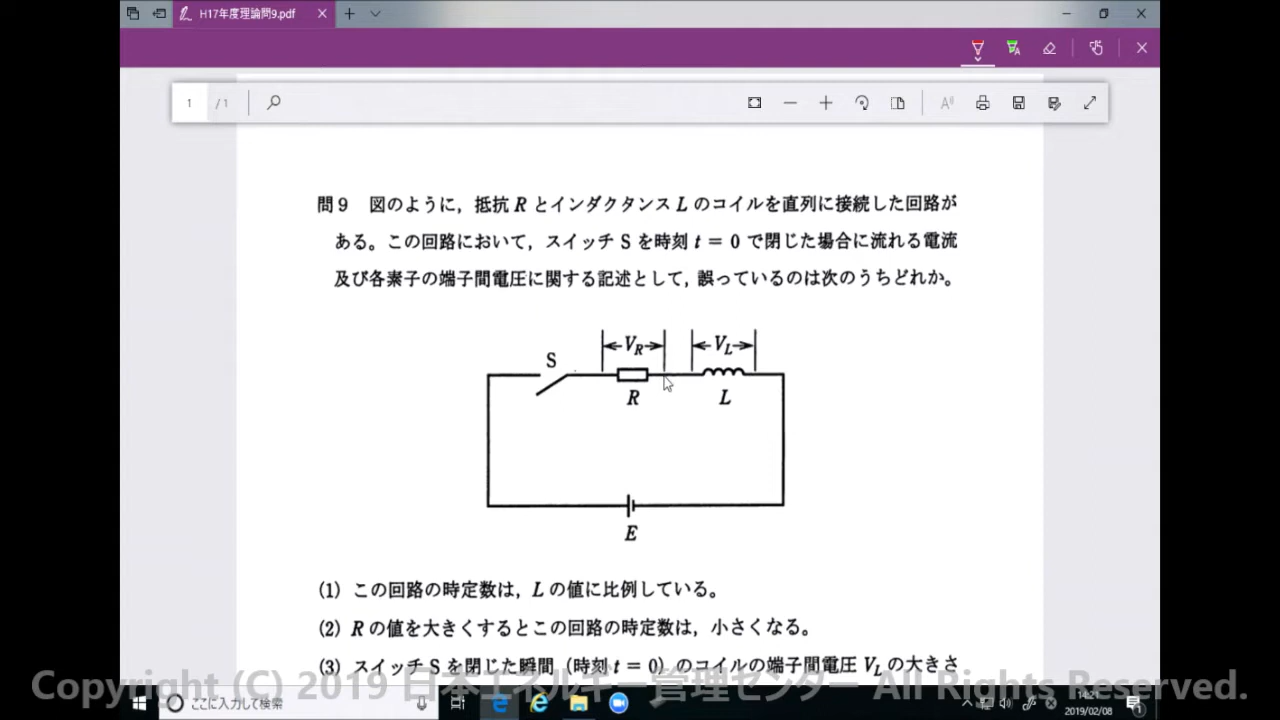 H17年度理論問9.pdf
1 / 1
問9 図のように，抵抗 R とインダクタンス L のコイルを直列に接続した回路が
ある。この回路において，スイッチ S を時刻 t = 0 で閉じた場合に流れる電流
及び各素子の端子間電圧に関する記述として，誤っているのは次のうちどれか。
V_R V_L
S
R L
E
(1) この回路の時定数は，L の値に比例している。
(2) R の値を大きくするとこの回路の時定数は，小さくなる。
(3) スイッチ S を閉じた瞬間（時刻 t = 0）のコイルの端子間電圧 V_L の大きさ
Copyright (C) 2019 日本エネルギー管理センター All Rights Reserved.
ここに入力して検索
2019/02/08